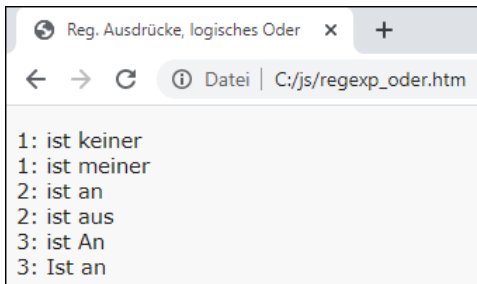 Reg. Ausdrücke, logisches Oder
Datei | C:/js/regexp_oder.htm
1: ist keiner
1: ist meiner
2: ist an
2: ist aus
3: ist An
3: Ist an